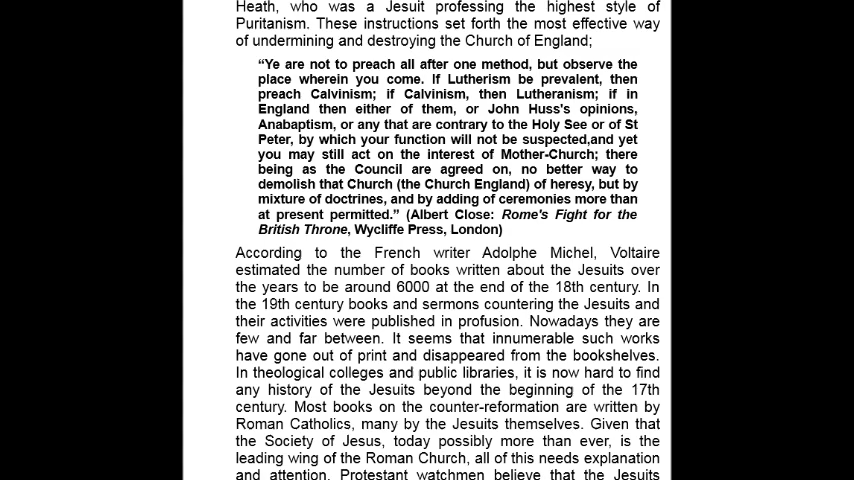 Heath, who was a Jesuit professing the highest style of
Puritanism. These instructions set forth the most effective way
of undermining and destroying the Church of England;
“Ye are not to preach all after one method, but observe the
place wherein you come. If Lutherism be prevalent, then
preach Calvinism; if Calvinism, then Lutheranism; if in
England then either of them, or John Huss's opinions,
Anabaptism, or any that are contrary to the Holy See or of St
Peter, by which your function will not be suspected,and yet
you may still act on the interest of Mother-Church; there
being as the Council are agreed on, no better way to
demolish that Church (the Church England) of heresy, but by
mixture of doctrines, and by adding of ceremonies more than
at present permitted.” (Albert Close: Rome's Fight for the
British Throne, Wycliffe Press, London)
According to the French writer Adolphe Michel, Voltaire
estimated the number of books written about the Jesuits over
the years to be around 6000 at the end of the 18th century. In
the 19th century books and sermons countering the Jesuits and
their activities were published in profusion. Nowadays they are
few and far between. It seems that innumerable such works
have gone out of print and disappeared from the bookshelves.
In theological colleges and public libraries, it is now hard to find
any history of the Jesuits beyond the beginning of the 17th
century. Most books on the counter-reformation are written by
Roman Catholics, many by the Jesuits themselves. Given that
the Society of Jesus, today possibly more than ever, is the
leading wing of the Roman Church, all of this needs explanation
and attention. Protestant watchmen believe that the Jesuits